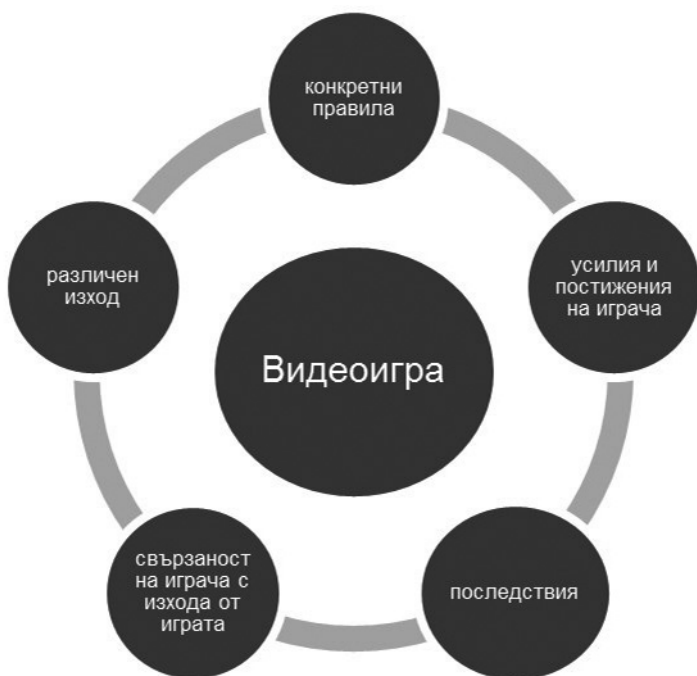 конкретни
правила
усилия и
постижения
на играча
различен
изход
Видеоигра
свързаност
на играча с
изхода от
играта
последствия